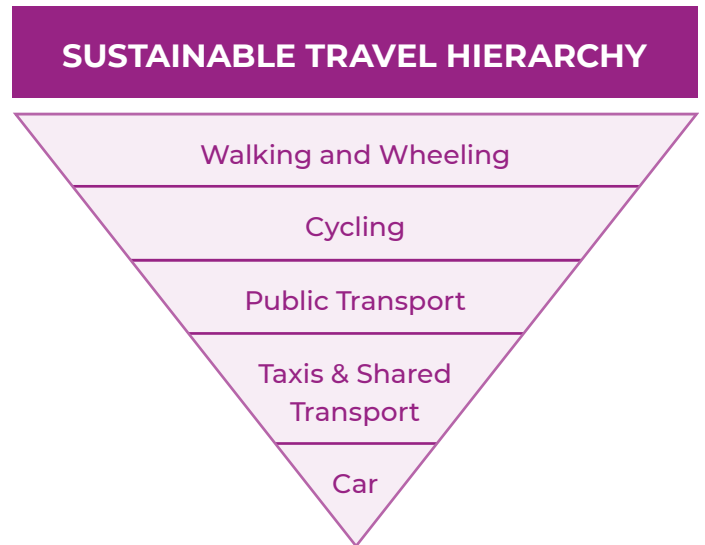 SUSTAINABLE TRAVEL HIERARCHY
Walking and Wheeling
Cycling
Public Transport
Taxis & Shared
Transport
Car